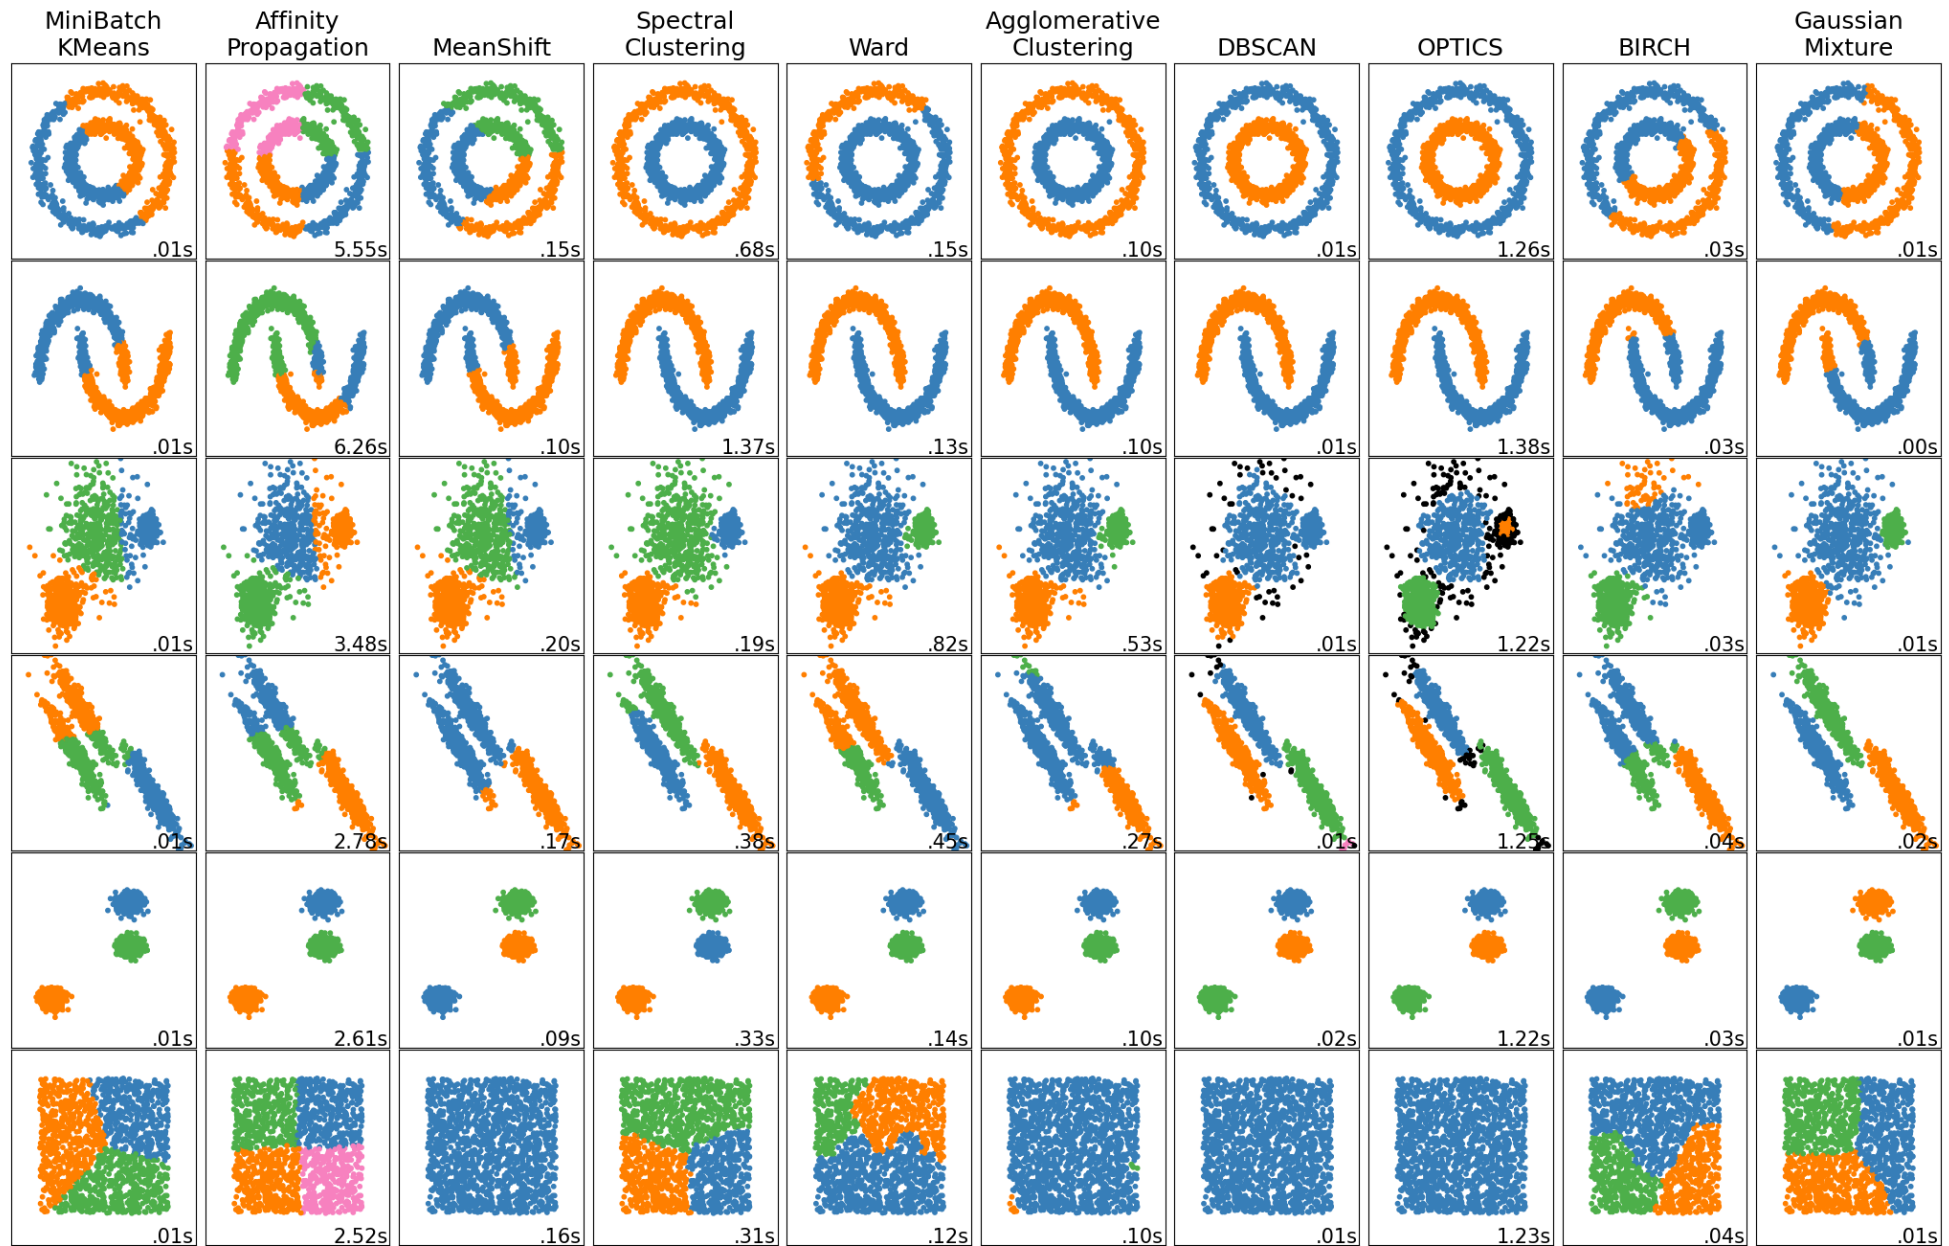 MiniBatch
KMeans
Affinity
Propagation
MeanShift
Spectral
Clustering
Ward
Agglomerative
Clustering
DBSCAN
OPTICS
BIRCH
Gaussian
Mixture
.01s 5.55s .15s .68s .15s .10s .01s 1.26s .03s .01s
.01s 6.26s .10s 1.37s .13s .10s .01s 1.38s .03s .00s
.01s 3.48s .20s .19s .82s .53s .01s 1.22s .03s .01s
.01s 2.78s .17s .38s .45s .27s .01s 1.25s .04s .02s
.01s 2.61s .09s .33s .14s .10s .02s 1.22s .03s .01s
.01s 2.52s .16s .31s .12s .10s .01s 1.23s .04s .01s